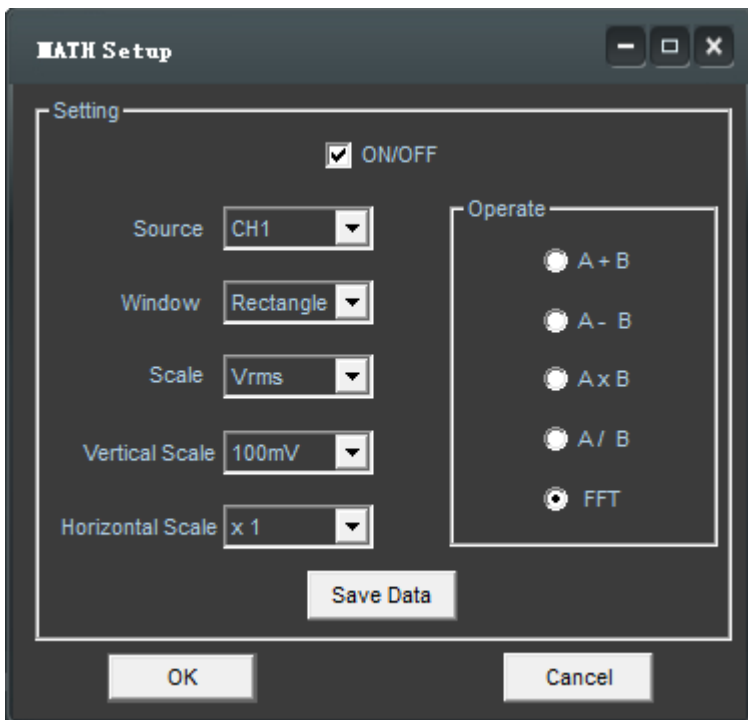 MATH Setup
Setting
ON/OFF
Source CH1
Window Rectangle
Scale Vrms
Vertical Scale 100mV
Horizontal Scale x 1
Operate
A + B
A - B
A x B
A / B
FFT
Save Data
OK Cancel